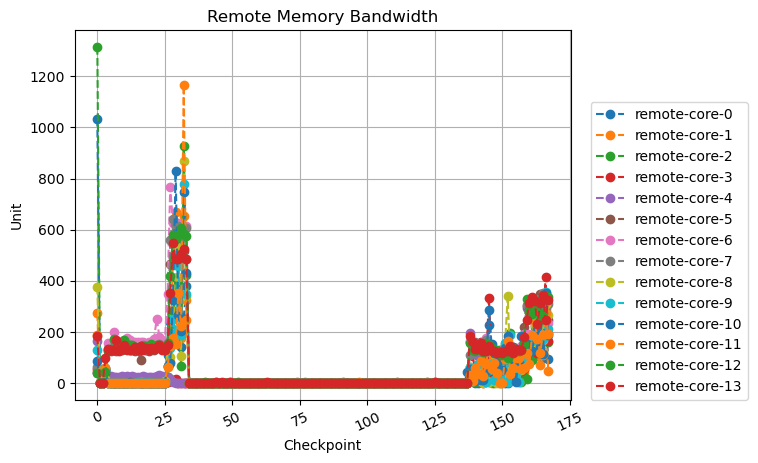 Remote Memory Bandwidth
Unit
1200
1000
800
600
400
200
0
0
25
50
75
100
125
150
175
Checkpoint
remote-core-0
remote-core-1
remote-core-2
remote-core-3
remote-core-4
remote-core-5
remote-core-6
remote-core-7
remote-core-8
remote-core-9
remote-core-10
remote-core-11
remote-core-12
remote-core-13